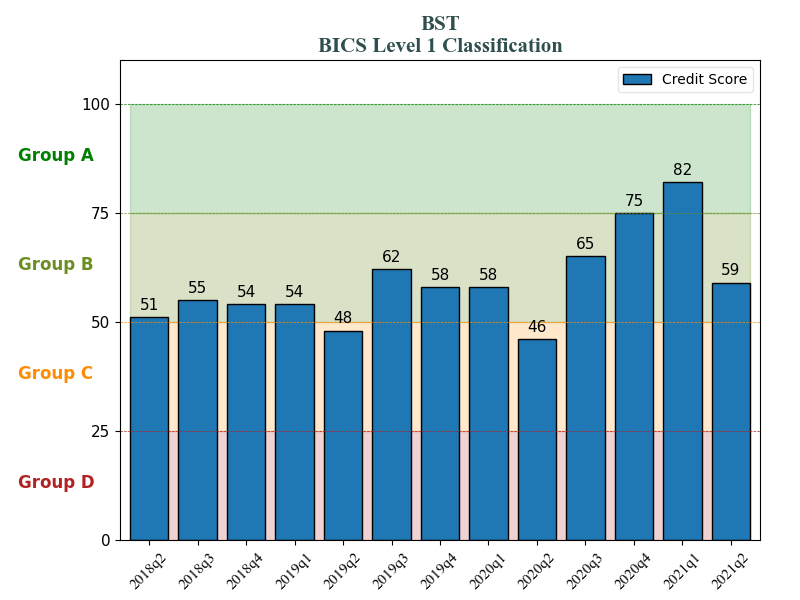 BST
BICS Level 1 Classification
Credit Score
100
Group A
82
75
75
Group B
65
62
59
58
58
55
54
54
51
50
48
46
Group C
25
Group D
0
2018q2
2018q3
2018q4
2019q1
2019q2
2019q3
2019q4
2020q1
2020q2
2020q3
2020q4
2021q1
2021q2